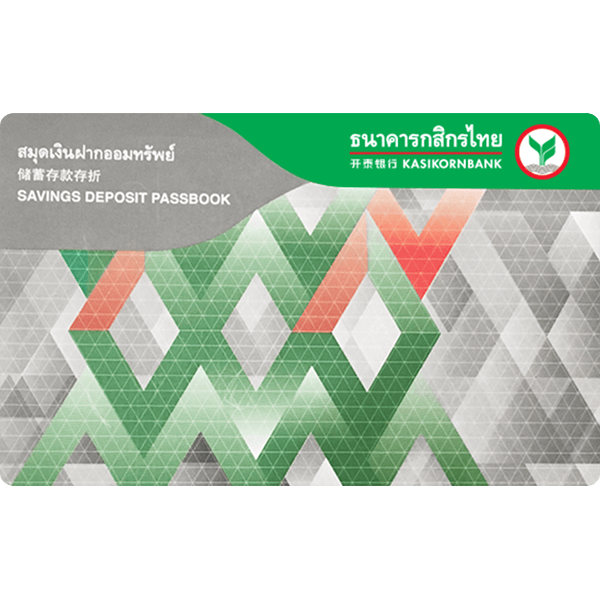 สมุดเงินฝากออมทรัพย์
储蓄存款存折
SAVINGS DEPOSIT PASSBOOK
ธนาคารกสิกรไทย
开泰银行 KASIKORNBANK